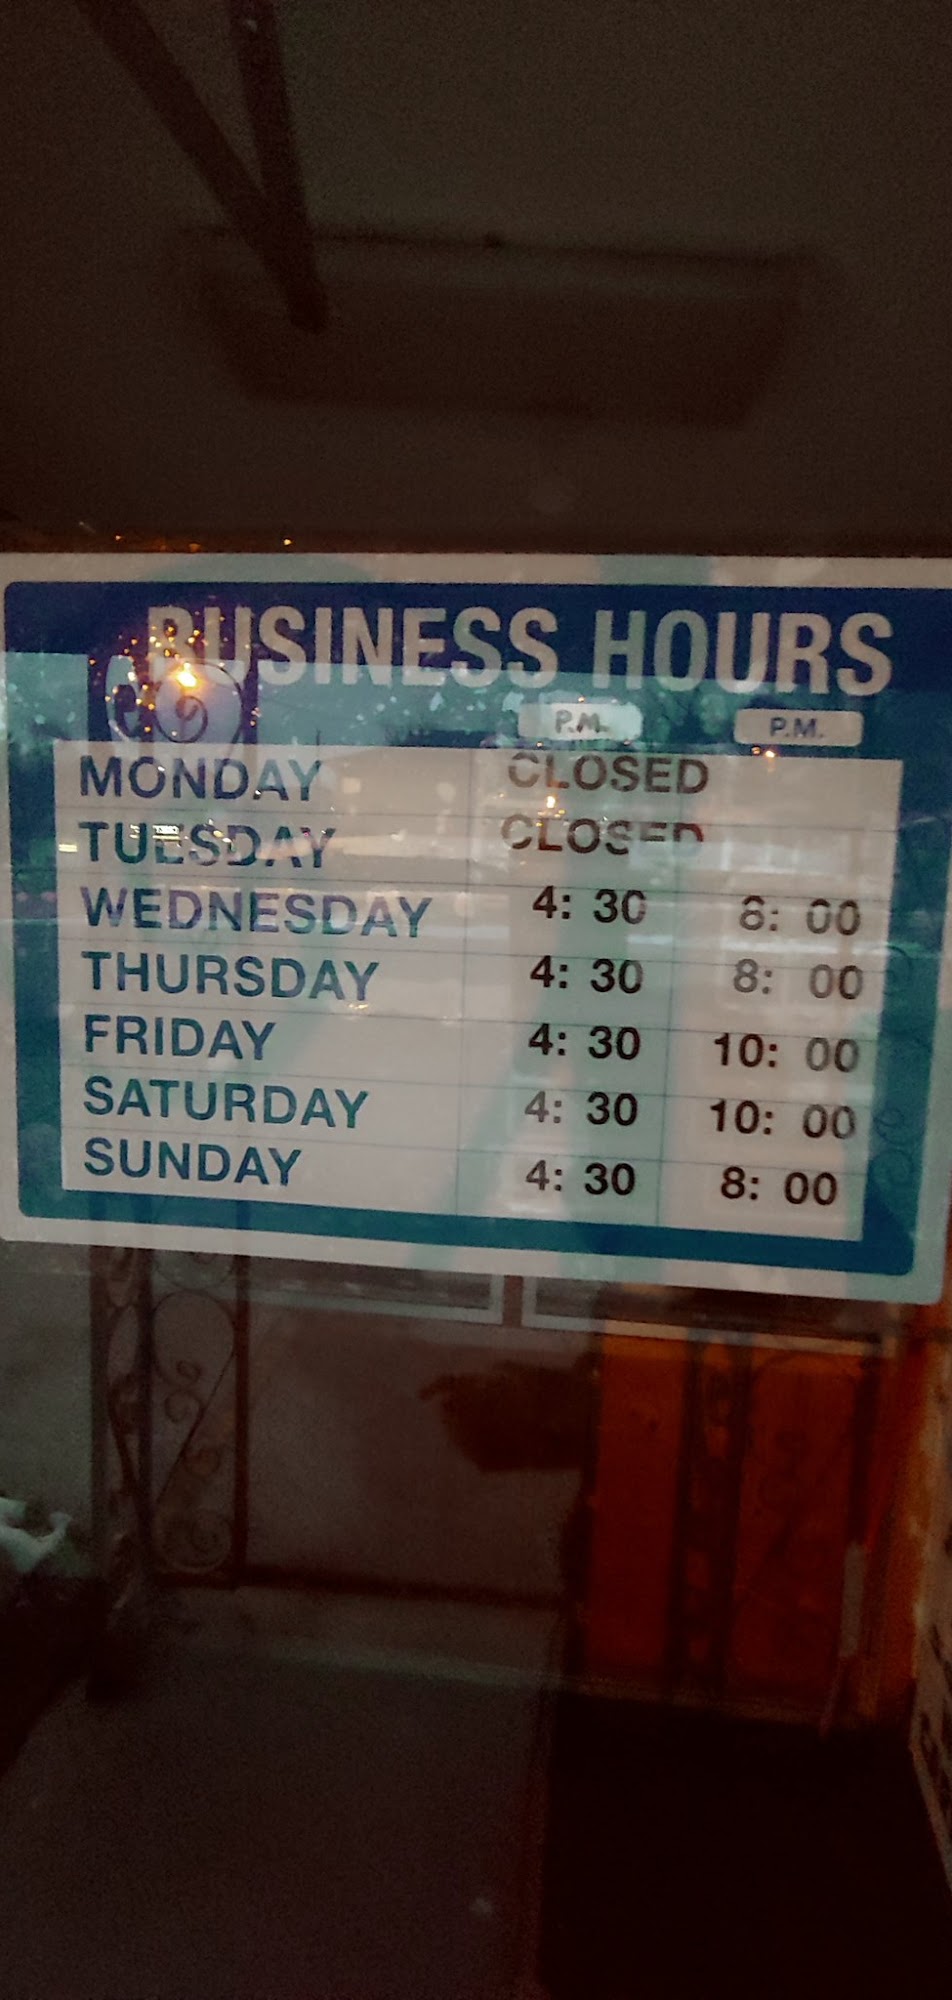 BUSINESS HOURS
P.M. P.M.
MONDAY CLOSED
TUESDAY CLOSED
WEDNESDAY 4: 30 8: 00
THURSDAY 4: 30 8: 00
FRIDAY 4: 30 10: 00
SATURDAY 4: 30 10: 00
SUNDAY 4: 30 8: 00